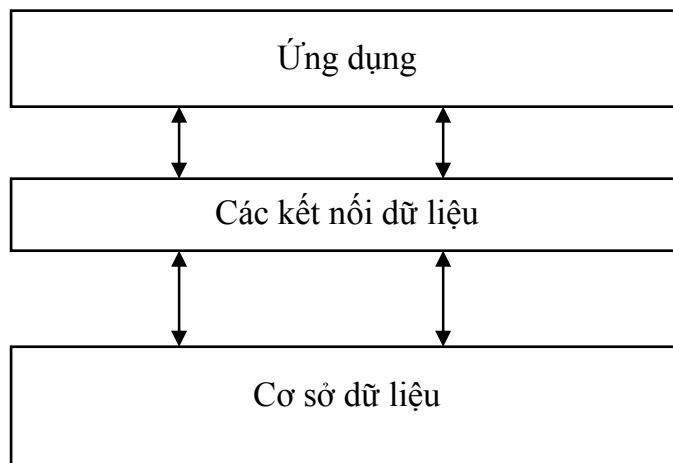 Ứng dụng
Các kết nối dữ liệu
Cơ sở dữ liệu